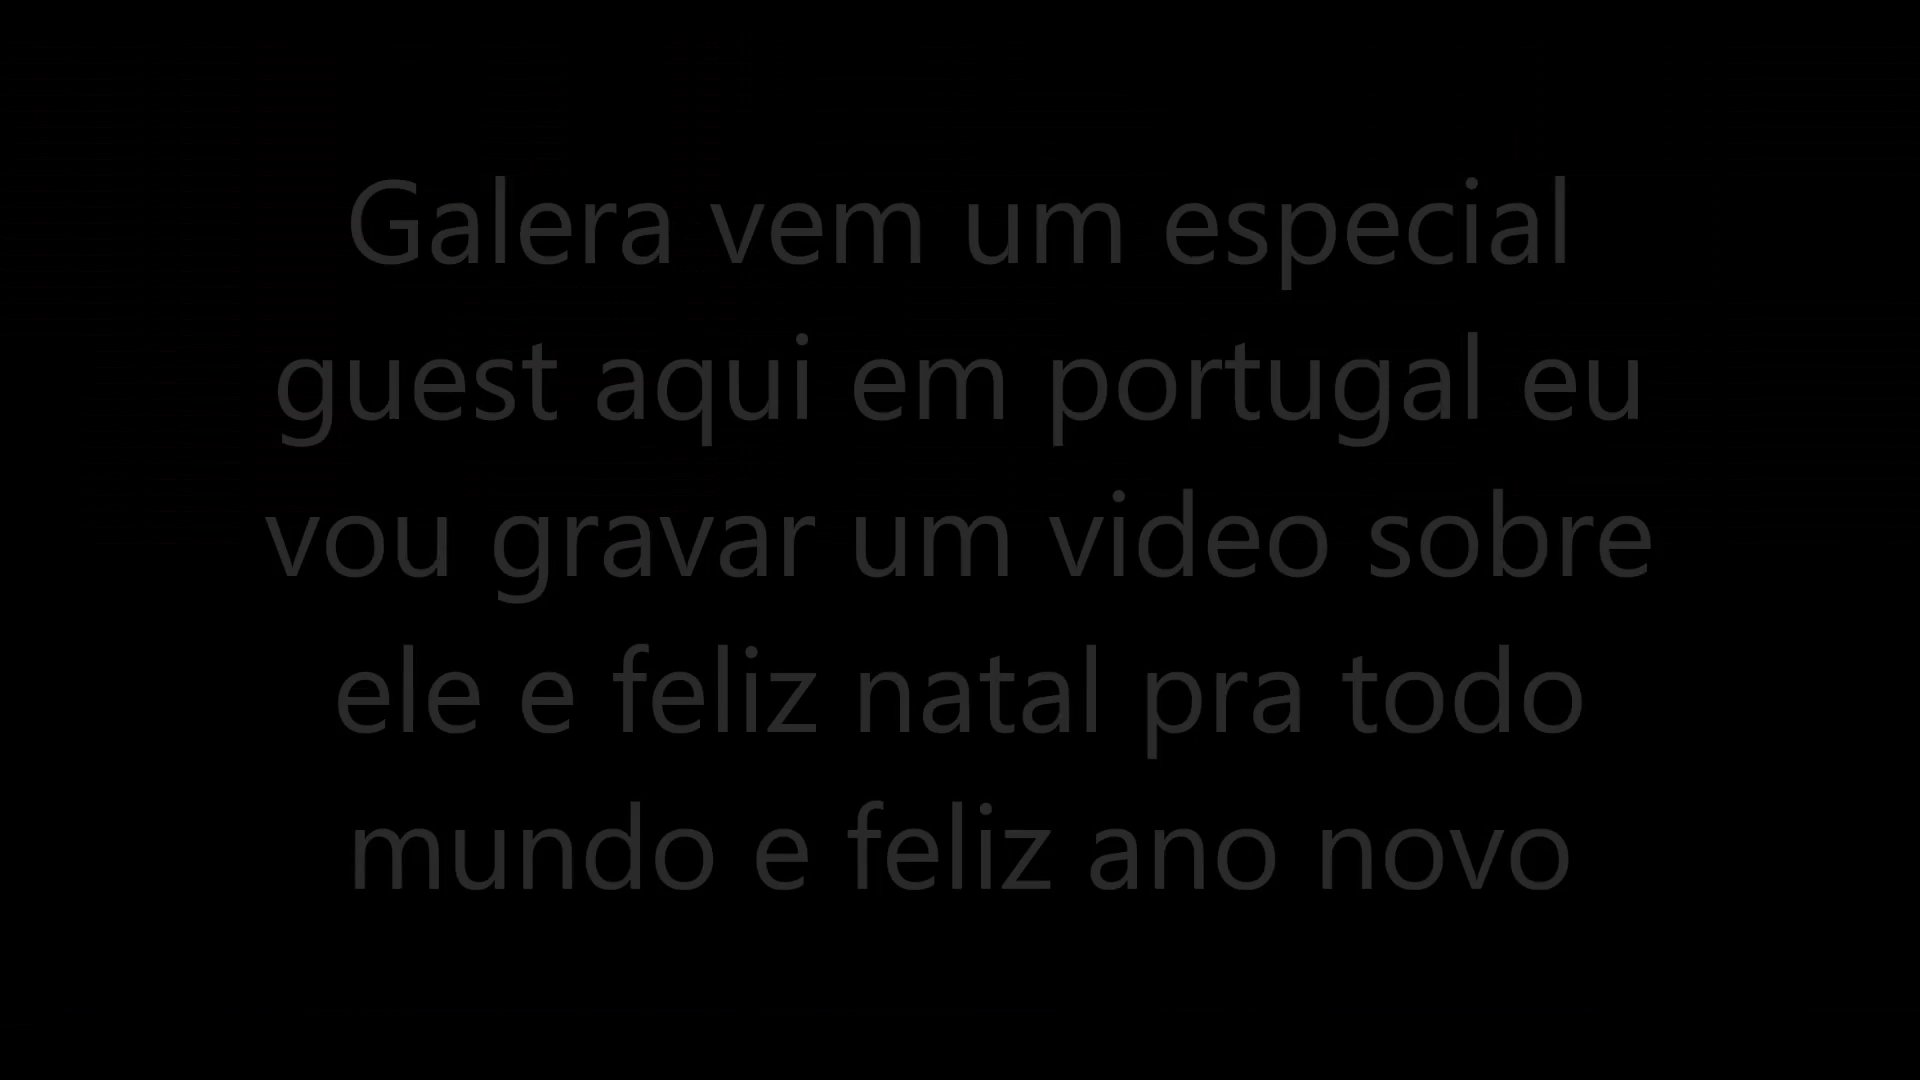 Galera vem um especial
guest aqui em portugal eu
vou gravar um video sobre
ele e feliz natal pra todo
mundo e feliz ano novo